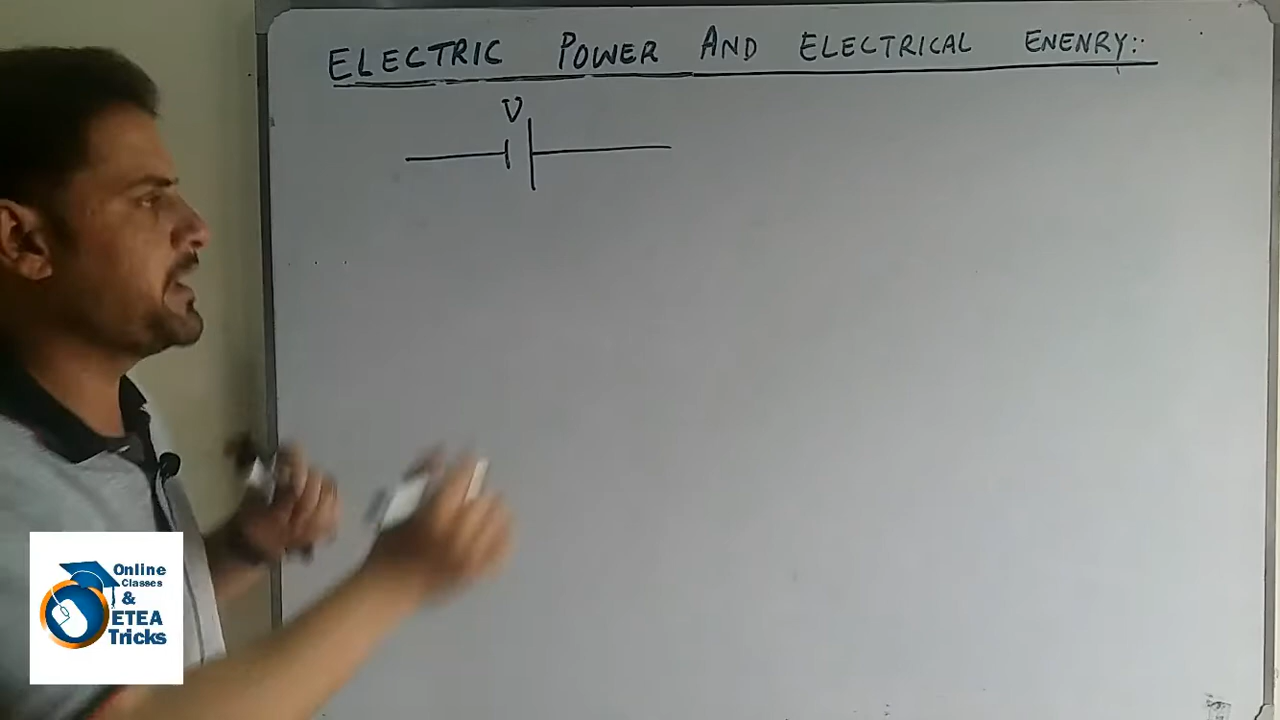 ELECTRIC POWER AND ELECTRICAL ENENRY::
V
Online
Classes
&
ETEA
Tricks